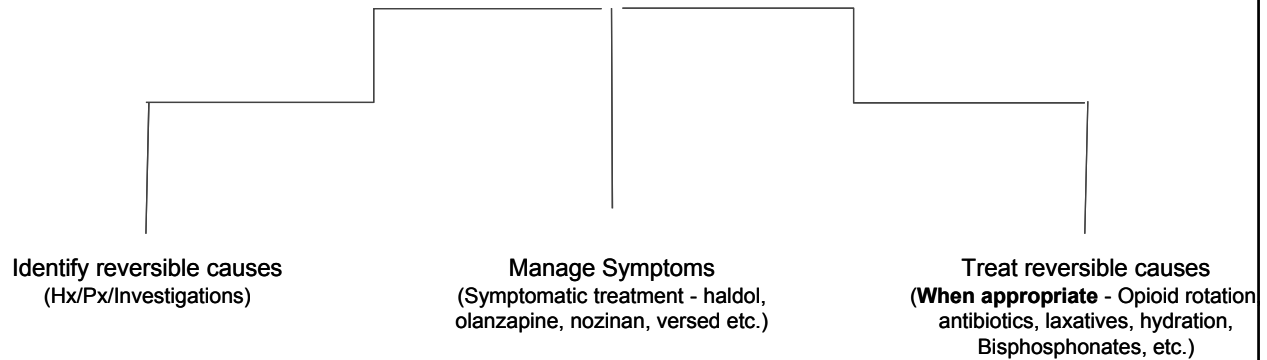 Identify reversible causes
(Hx/Px/Investigations)
Manage Symptoms
(Symptomatic treatment - haldol,
olanzapine, nozinan, versed etc.)
Treat reversible causes
(When appropriate - Opioid rotation
antibiotics, laxatives, hydration,
Bisphosphonates, etc.)